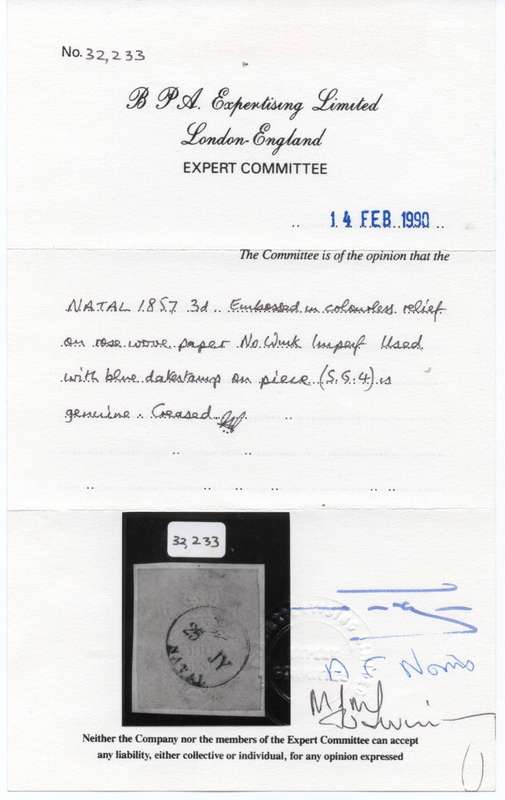 No. 32,233
B P A. Expertising Limited
London-England
EXPERT COMMITTEE
14 FEB 1990
The Committee is of the opinion that the
NATAL 1857 3d. Embossed in colourless relief
on rose wove paper No Wmk Imperf Used
with blue datestamp on piece (S.G.4) is
genuine. Creased
32,233
25
JY
NATAL
D F Norris
Neither the Company nor the members of the Expert Committee can accept
any liability, either collective or individual, for any opinion expressed